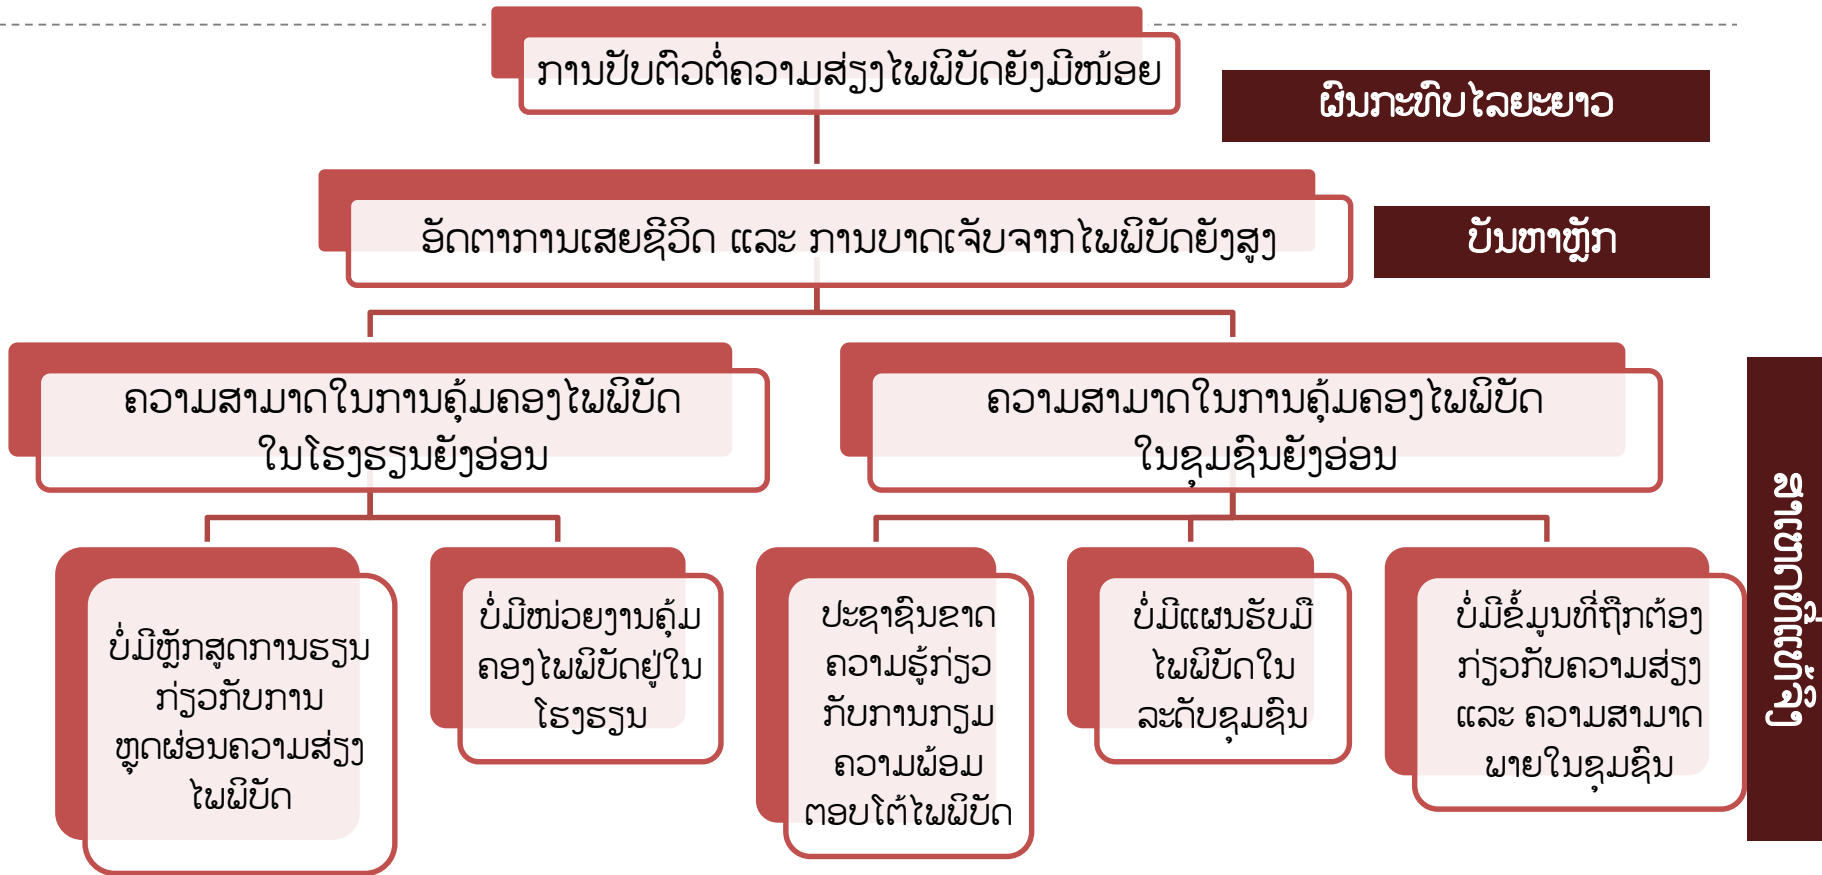 ການປັບຕົວຕໍ່ຄວາມສ່ຽງໄພພິບັດຍັງມີໜ້ອຍ
ຜົນກະທົບໄລຍະຍາວ
ອັດຕາການເສຍຊີວິດ ແລະ ການບາດເຈັບຈາກໄພພິບັດຍັງສູງ
ບັນຫາຫຼັກ
ຄວາມສາມາດໃນການຄຸ້ມຄອງໄພພິບັດ
ໃນໂຮງຮຽນຍັງອ່ອນ
ຄວາມສາມາດໃນການຄຸ້ມຄອງໄພພິບັດ
ໃນຊຸມຊົນຍັງອ່ອນ
ບໍ່ມີຫຼັກສູດການຮຽນ
ກ່ຽວກັບການ
ຫຼຸດຜ່ອນຄວາມສ່ຽງ
ໄພພິບັດ
ບໍ່ມີໜ່ວຍງານຄຸ້ມ
ຄອງໄພພິບັດຢູ່ໃນ
ໂຮງຮຽນ
ປະຊາຊົນຂາດ
ຄວາມຮູ້ກ່ຽວ
ກັບການກຽມ
ຄວາມພ້ອມ
ຕອບໂຕ້ໄພພິບັດ
ບໍ່ມີແຜນຮັບມື
ໄພພິບັດໃນ
ລະດັບຊຸມຊົນ
ບໍ່ມີຂໍ້ມູນທີ່ຖືກຕ້ອງ
ກ່ຽວກັບຄວາມສ່ຽງ
ແລະ ຄວາມສາມາດ
ພາຍໃນຊຸມຊົນ
ສາເຫດທີ່ແທ້ຈິງ